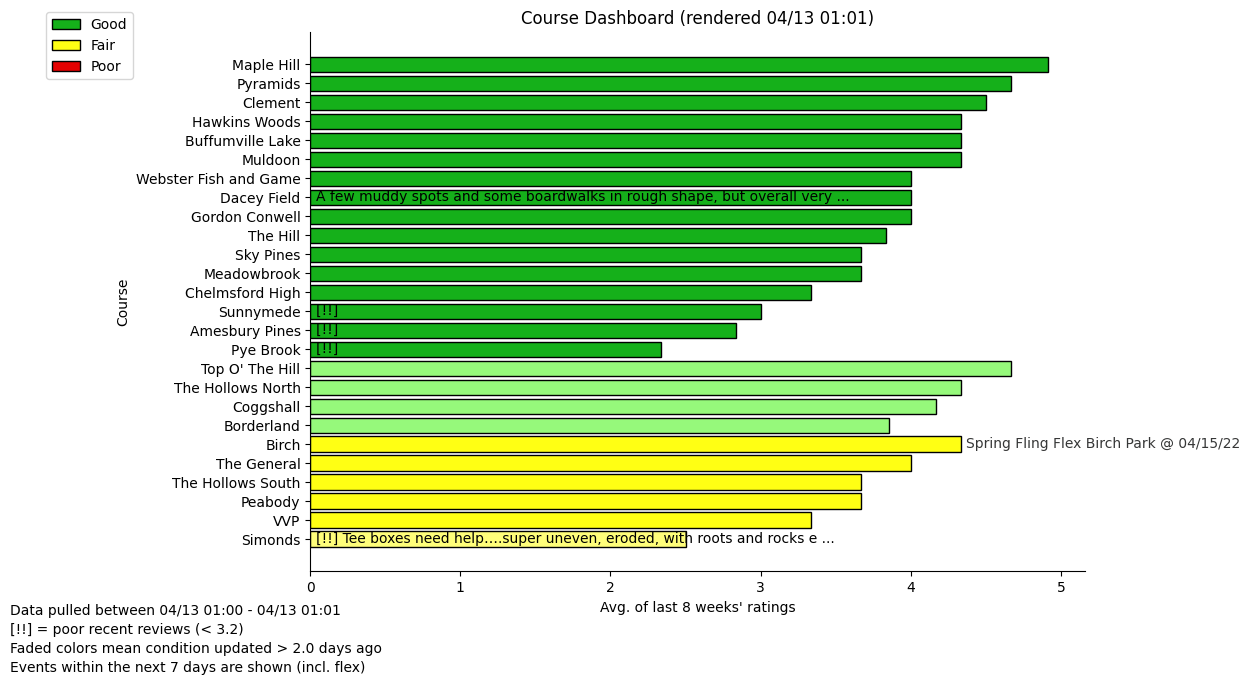 Course Dashboard (rendered 04/13 01:01)
Good
Fair
Poor
Maple Hill
Pyramids
Clement
Hawkins Woods
Buffumville Lake
Muldoon
Webster Fish and Game
Dacey Field A few muddy spots and some boardwalks in rough shape, but overall very ...
Gordon Conwell
The Hill
Sky Pines
Meadowbrook
Chelmsford High
Sunnymede [!!]
Amesbury Pines [!!]
Pye Brook [!!]
Top O' The Hill
The Hollows North
Coggshall
Borderland
Birch Spring Fling Flex Birch Park @ 04/15/22
The General
The Hollows South
Peabody
VVP
Simonds [!!] Tee boxes need help....super uneven, eroded, with roots and rocks e ...
Course
0 1 2 3 4 5
Avg. of last 8 weeks' ratings
Data pulled between 04/13 01:00 - 04/13 01:01
[!!] = poor recent reviews (< 3.2)
Faded colors mean condition updated > 2.0 days ago
Events within the next 7 days are shown (incl. flex)